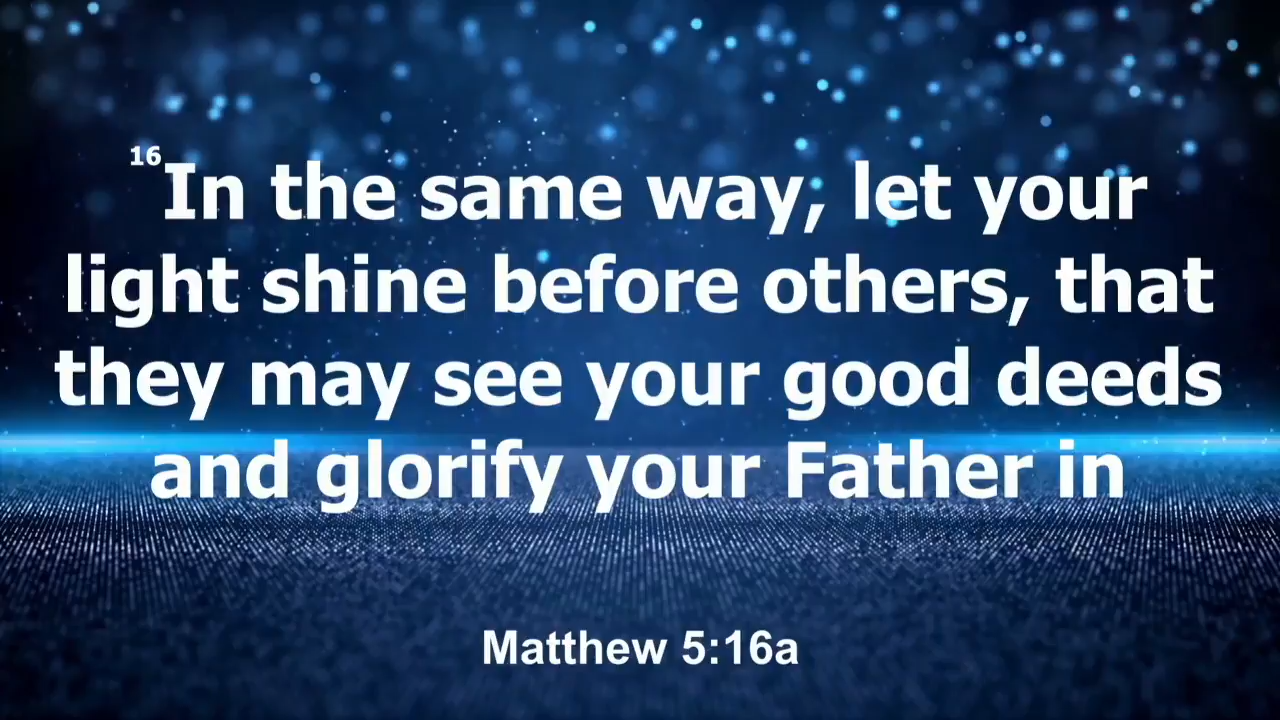 16In the same way, let your
light shine before others, that
they may see your good deeds
and glorify your Father in
Matthew 5:16a